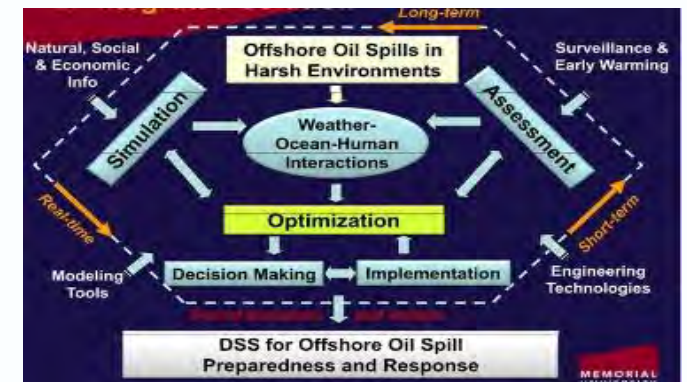 Long-term
Natural, Social
& Economic
Info
Offshore Oil Spills in
Harsh Environments
Surveillance &
Early Warming
Simulation
Assessment
Weather-
Ocean-Human
Interactions
Real-time
Optimization
Short-term
Modeling
Tools
Decision Making
Implementation
Engineering
Technologies
DSS for Offshore Oil Spill
Preparedness and Response
MEMORIAL